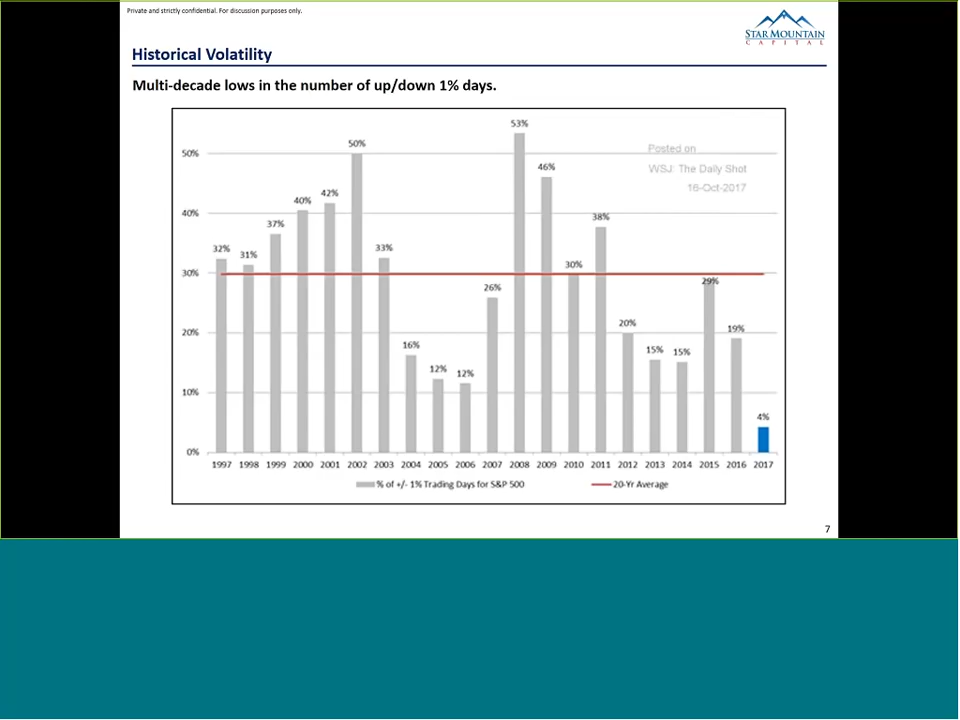 Private and strictly confidential. For discussion purposes only.
STAR MOUNTAIN
CAPITAL
Historical Volatility
Multi-decade lows in the number of up/down 1% days.
Posted on
WSJ: The Daily Shot
16-Oct-2017
50%
40%
30%
20%
10%
0%
32%
31%
37%
40%
42%
50%
33%
16%
12%
12%
26%
53%
46%
30%
38%
20%
15%
15%
29%
19%
4%
1997 1998 1999 2000 2001 2002 2003 2004 2005 2006 2007 2008 2009 2010 2011 2012 2013 2014 2015 2016 2017
% of +/- 1% Trading Days for S&P 500 20-Yr Average
7